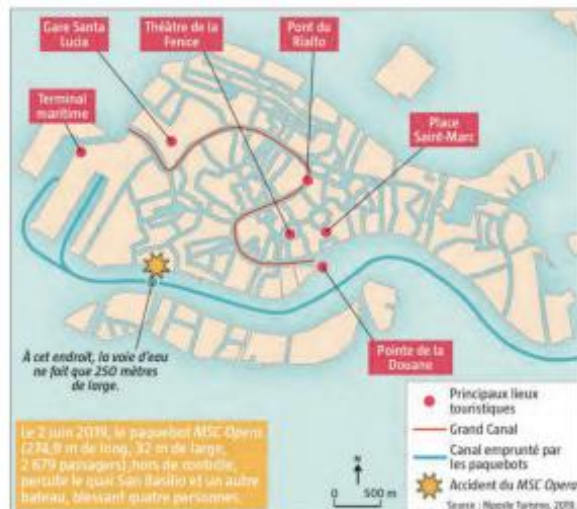 Gare Santa
Lucia
Théâtre de la
Fenice
Pont du
Rialto
Terminal
maritime
Place
Saint-Marc
À cet endroit, la voie d'eau
ne fait que 250 mètres
de large.
Pointe de la
Douane
Le 2 juin 2019, le paquebot MSC Opera
(274,9 m de long, 32 m de large,
2 679 passagers), hors de contrôle,
percute le quai San Basilio et un autre
bateau, blessant quatre personnes.
N
0 500 m
Principaux lieux
touristiques
Grand Canal
Canal emprunté par
les paquebots
Accident du MSC Opera
Source : Turismo, 2019